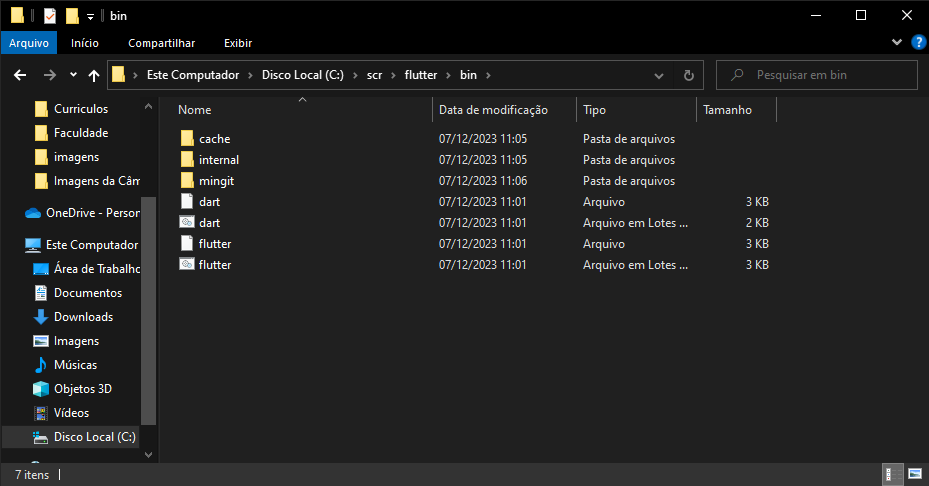 bin
Arquivo Início Compartilhar Exibir
Este Computador Disco Local (C:) scr flutter bin Pesquisar em bin
Nome Data de modificação Tipo Tamanho
Curriculos
Faculdade
imagens
Imagens da Câm
OneDrive - Person
Este Computador
Área de Trabalho
Documentos
Downloads
Imagens
Músicas
Objetos 3D
Vídeos
Disco Local (C:)
cache 07/12/2023 11:05 Pasta de arquivos
internal 07/12/2023 11:05 Pasta de arquivos
mingit 07/12/2023 11:06 Pasta de arquivos
dart 07/12/2023 11:01 Arquivo 3 KB
dart 07/12/2023 11:01 Arquivo em Lotes ... 2 KB
flutter 07/12/2023 11:01 Arquivo 3 KB
flutter 07/12/2023 11:01 Arquivo em Lotes ... 3 KB
7 itens